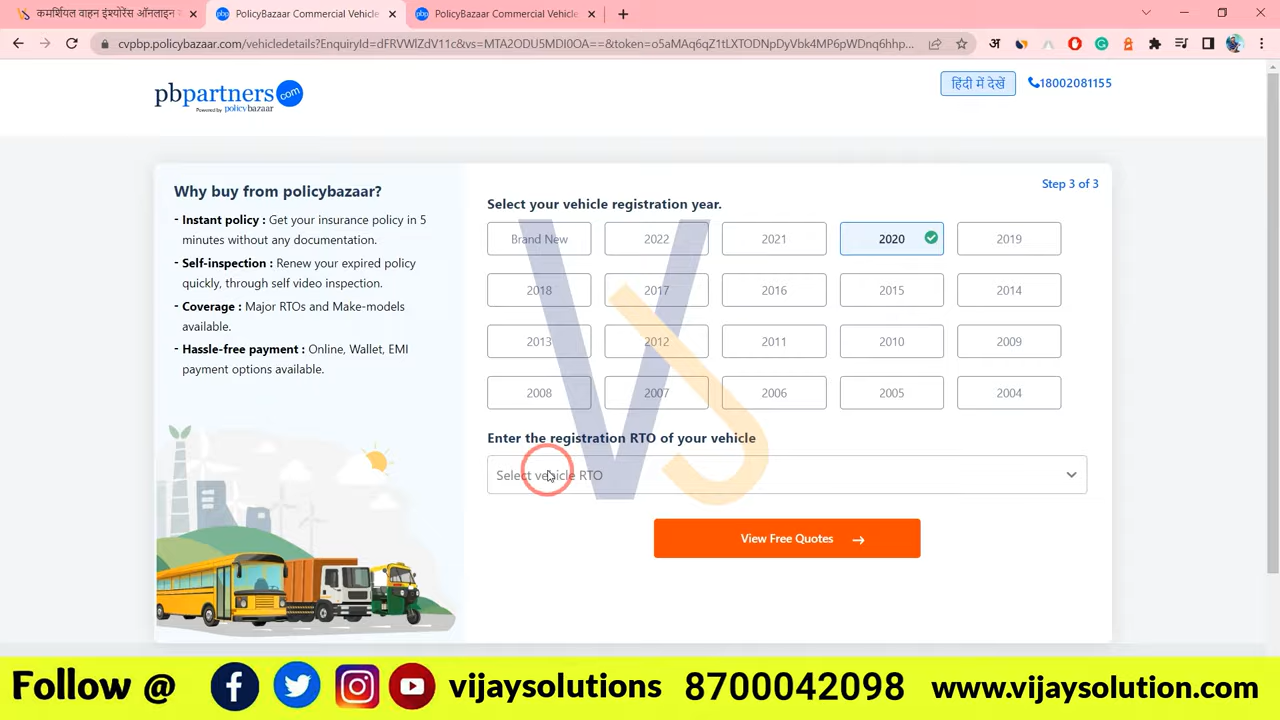 कमर्शियल वाहन इंश्योरेंस ऑनलाइन
PolicyBazaar Commercial Vehicle
PolicyBazaar Commercial Vehicle
cvpbp.policybazaar.com/vehicledetails?EnquiryId=dFRVWlZdV11c&vs=MTA2ODU5MDI0OA==&token=o5aMAq6qZ1tLXTODNpDyVbk4MP6pWDnq6hhp...
pbpartners.com
Powered by policybazaar
हिंदी में देखें
18002081155
Why buy from policybazaar?
- Instant policy : Get your insurance policy in 5
minutes without any documentation.
- Self-inspection : Renew your expired policy
quickly, through self video inspection.
- Coverage : Major RTOs and Make-models
available.
- Hassle-free payment : Online, Wallet, EMI
payment options available.
Step 3 of 3
Select your vehicle registration year.
Brand New 2022 2021 2020 2019
2018 2017 2016 2015 2014
2013 2012 2011 2010 2009
2008 2007 2006 2005 2004
Enter the registration RTO of your vehicle
Select vehicle RTO
View Free Quotes →
Follow @ vijaysolutions 8700042098 www.vijaysolution.com